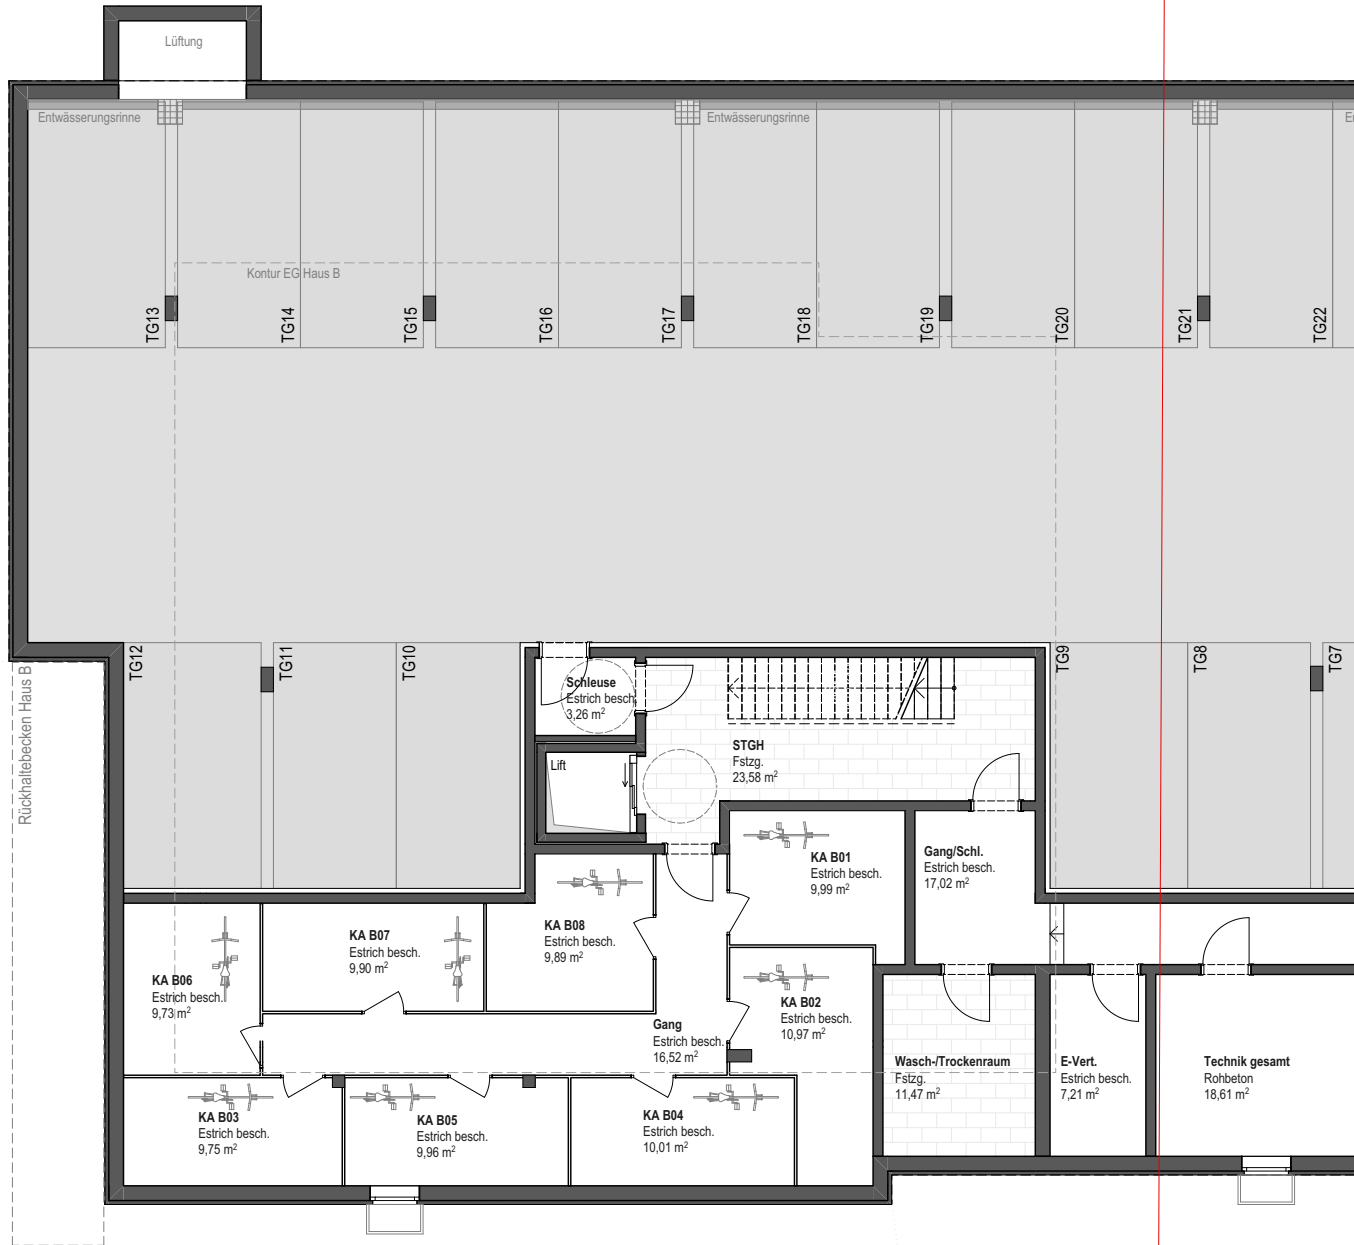 Lüftung
Entwässerungsrinne
Entwässerungsrinne
Kontur EG Haus B
TG13
TG14
TG15
TG16
TG17
TG18
TG19
TG20
TG21
TG22
TG12
TG11
TG10
TG9
TG8
TG7
Rückhaltebecken Haus B
Schleuse
Estrich besch.
3,26 m²
Lift
STGH
Fstzg.
23,58 m²
KA B01
Estrich besch.
9,99 m²
Gang/Schl.
Estrich besch.
17,02 m²
KA B08
Estrich besch.
9,89 m²
KA B07
Estrich besch.
9,90 m²
KA B06
Estrich besch.
9,73 m²
KA B02
Estrich besch.
10,97 m²
Gang
Estrich besch.
16,52 m²
Wasch-/Trockenraum
Fstzg.
11,47 m²
E-Vert.
Estrich besch.
7,21 m²
Technik gesamt
Rohbeton
18,61 m²
KA B03
Estrich besch.
9,75 m²
KA B05
Estrich besch.
9,96 m²
KA B04
Estrich besch.
10,01 m²